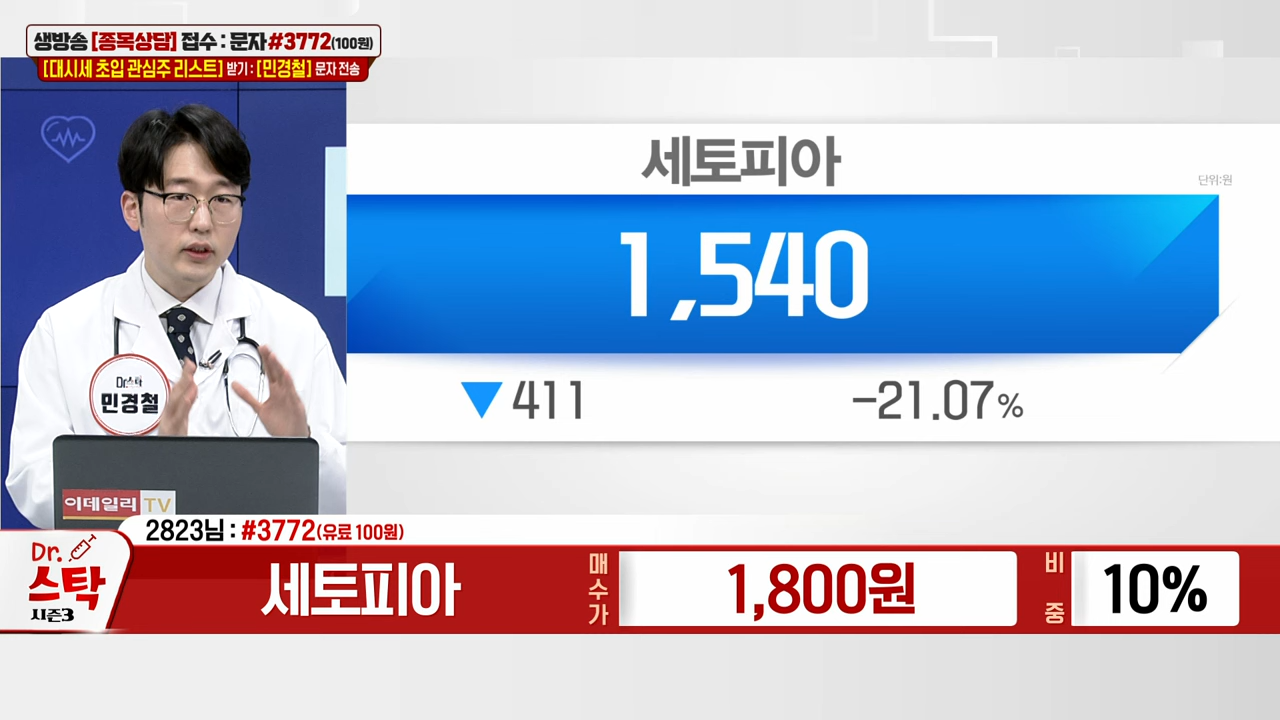 생방송 [종목상담] 접수 : 문자#3772(100원)
[대시세 초입 관심주 리스트] 받기 : [민경철] 문자 전송
세토피아
단위:원
1,540
▼411 -21.07%
Dr.스탁
민경철
이데일리TV
2823님 : #3772(유료 100원)
Dr.
스탁
시즌3
세토피아 매수가 1,800원 비중 10%